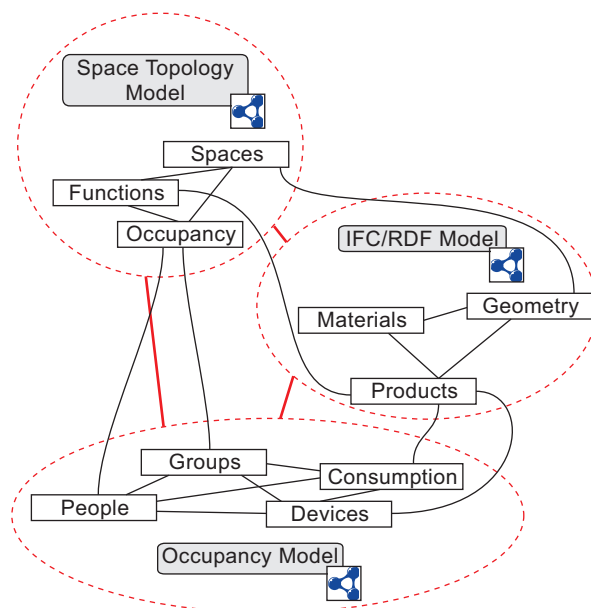 Space Topology
Model
Spaces
Functions
Occupancy
IFC/RDF Model
Geometry
Materials
Products
Groups
Consumption
People
Devices
Occupancy Model